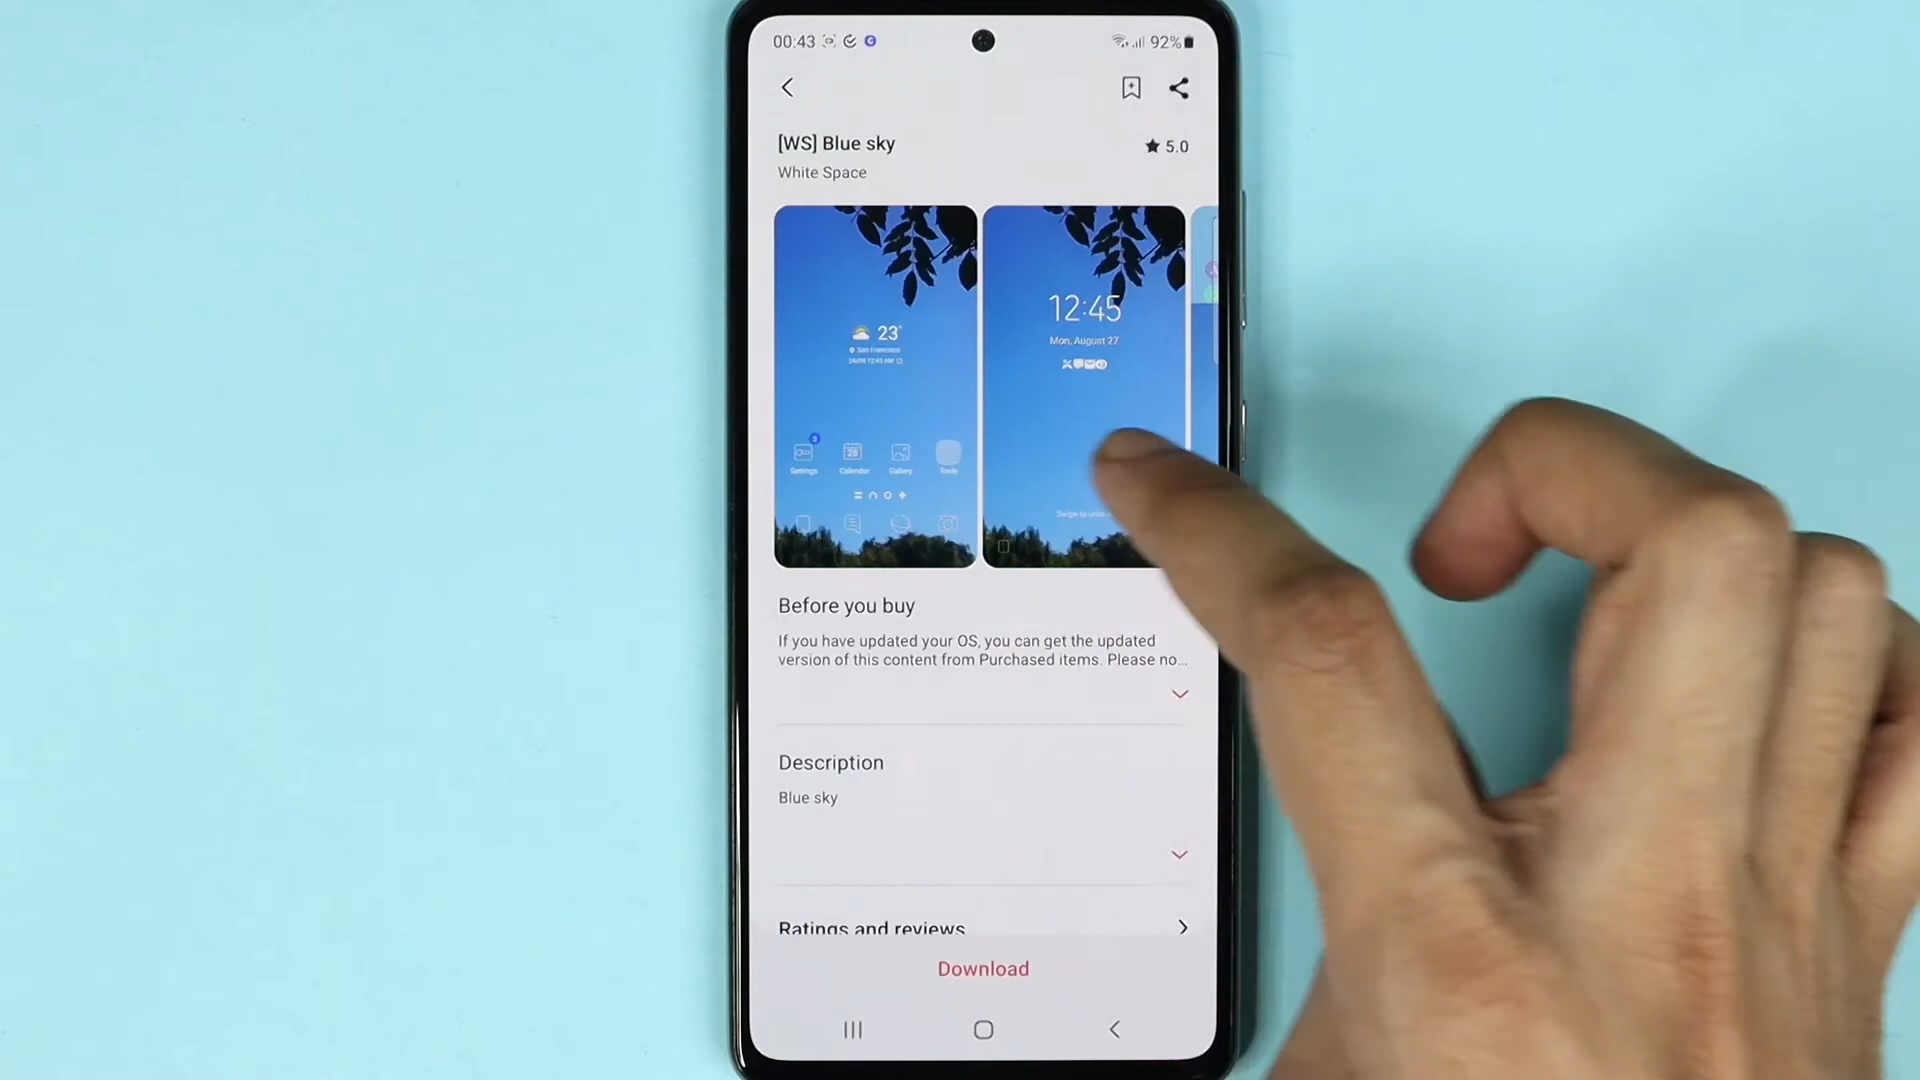 00:43
92%
[WS] Blue sky
5.0
White Space
23°
San Francisco
12:45
Mon, August 27
Settings
Calendar
Gallery
Tools
Swipe to
Before you buy
If you have updated your OS, you can get the updated
version of this content from Purchased items. Please no...
Description
Blue sky
Ratings and reviews
Download